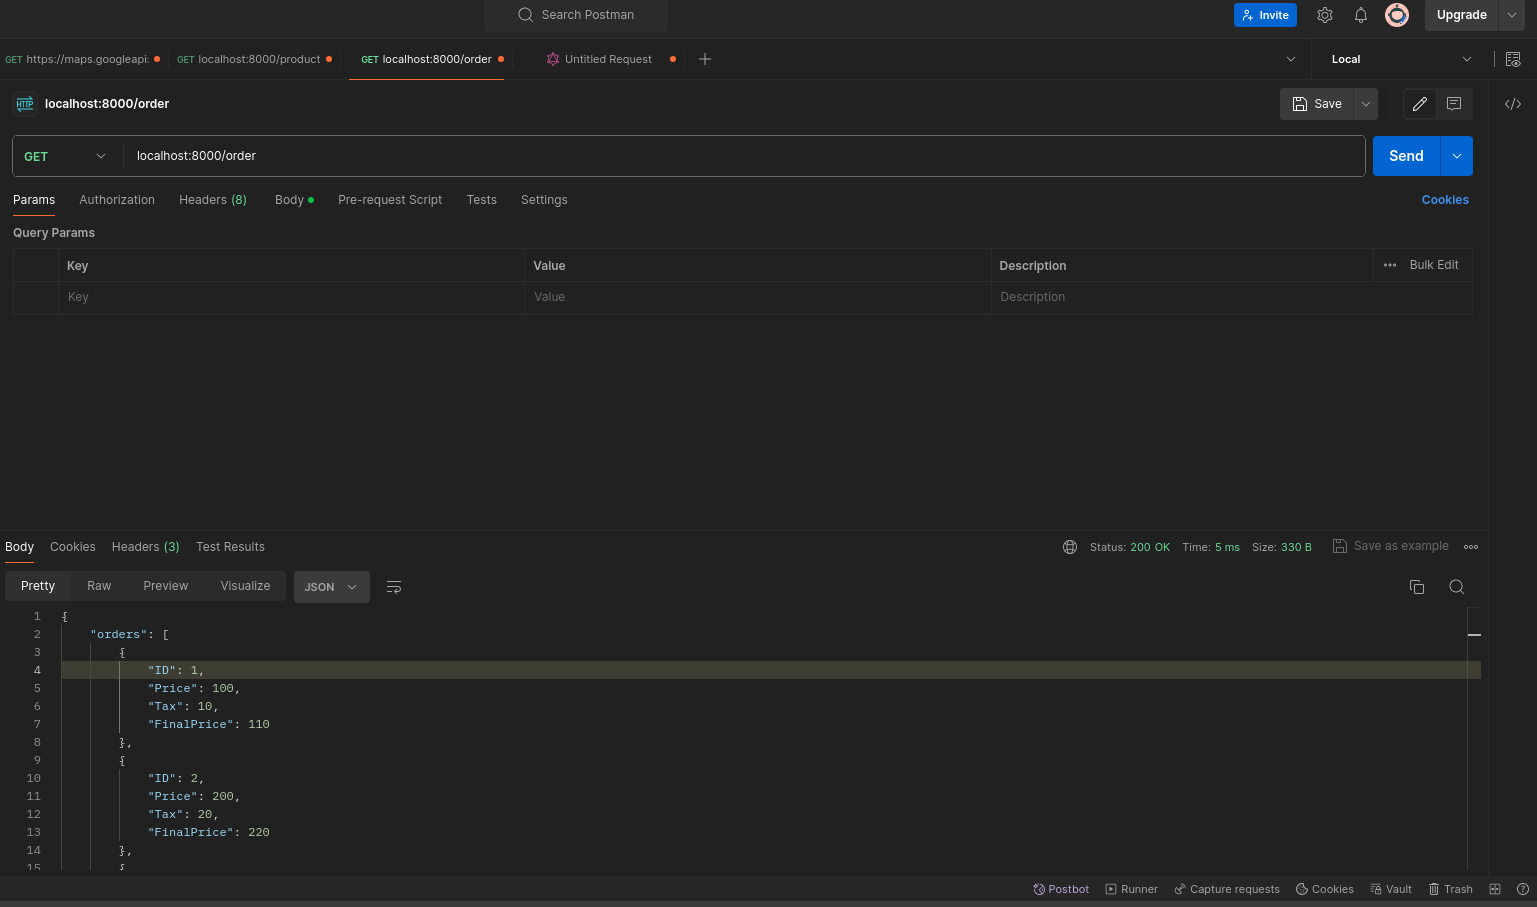 Search Postman
Invite
Upgrade
GET https://maps.googleapi.
GET localhost:8000/product
GET localhost:8000/order
Untitled Request
Local
HTTP localhost:8000/order
Save
GET localhost:8000/order
Send
Params Authorization Headers (8) Body Pre-request Script Tests Settings Cookies
Query Params
Key Value Description Bulk Edit
Key Value Description
Body Cookies Headers (3) Test Results Status: 200 OK Time: 5 ms Size: 330 B Save as example
Pretty Raw Preview Visualize JSON
1 {
2 "orders": [
3 {
4 "ID": 1,
5 "Price": 100,
6 "Tax": 10,
7 "FinalPrice": 110
8 },
9 {
10 "ID": 2,
11 "Price": 200,
12 "Tax": 20,
13 "FinalPrice": 220
14 },
15 {
Postbot Runner Capture requests Cookies Vault Trash